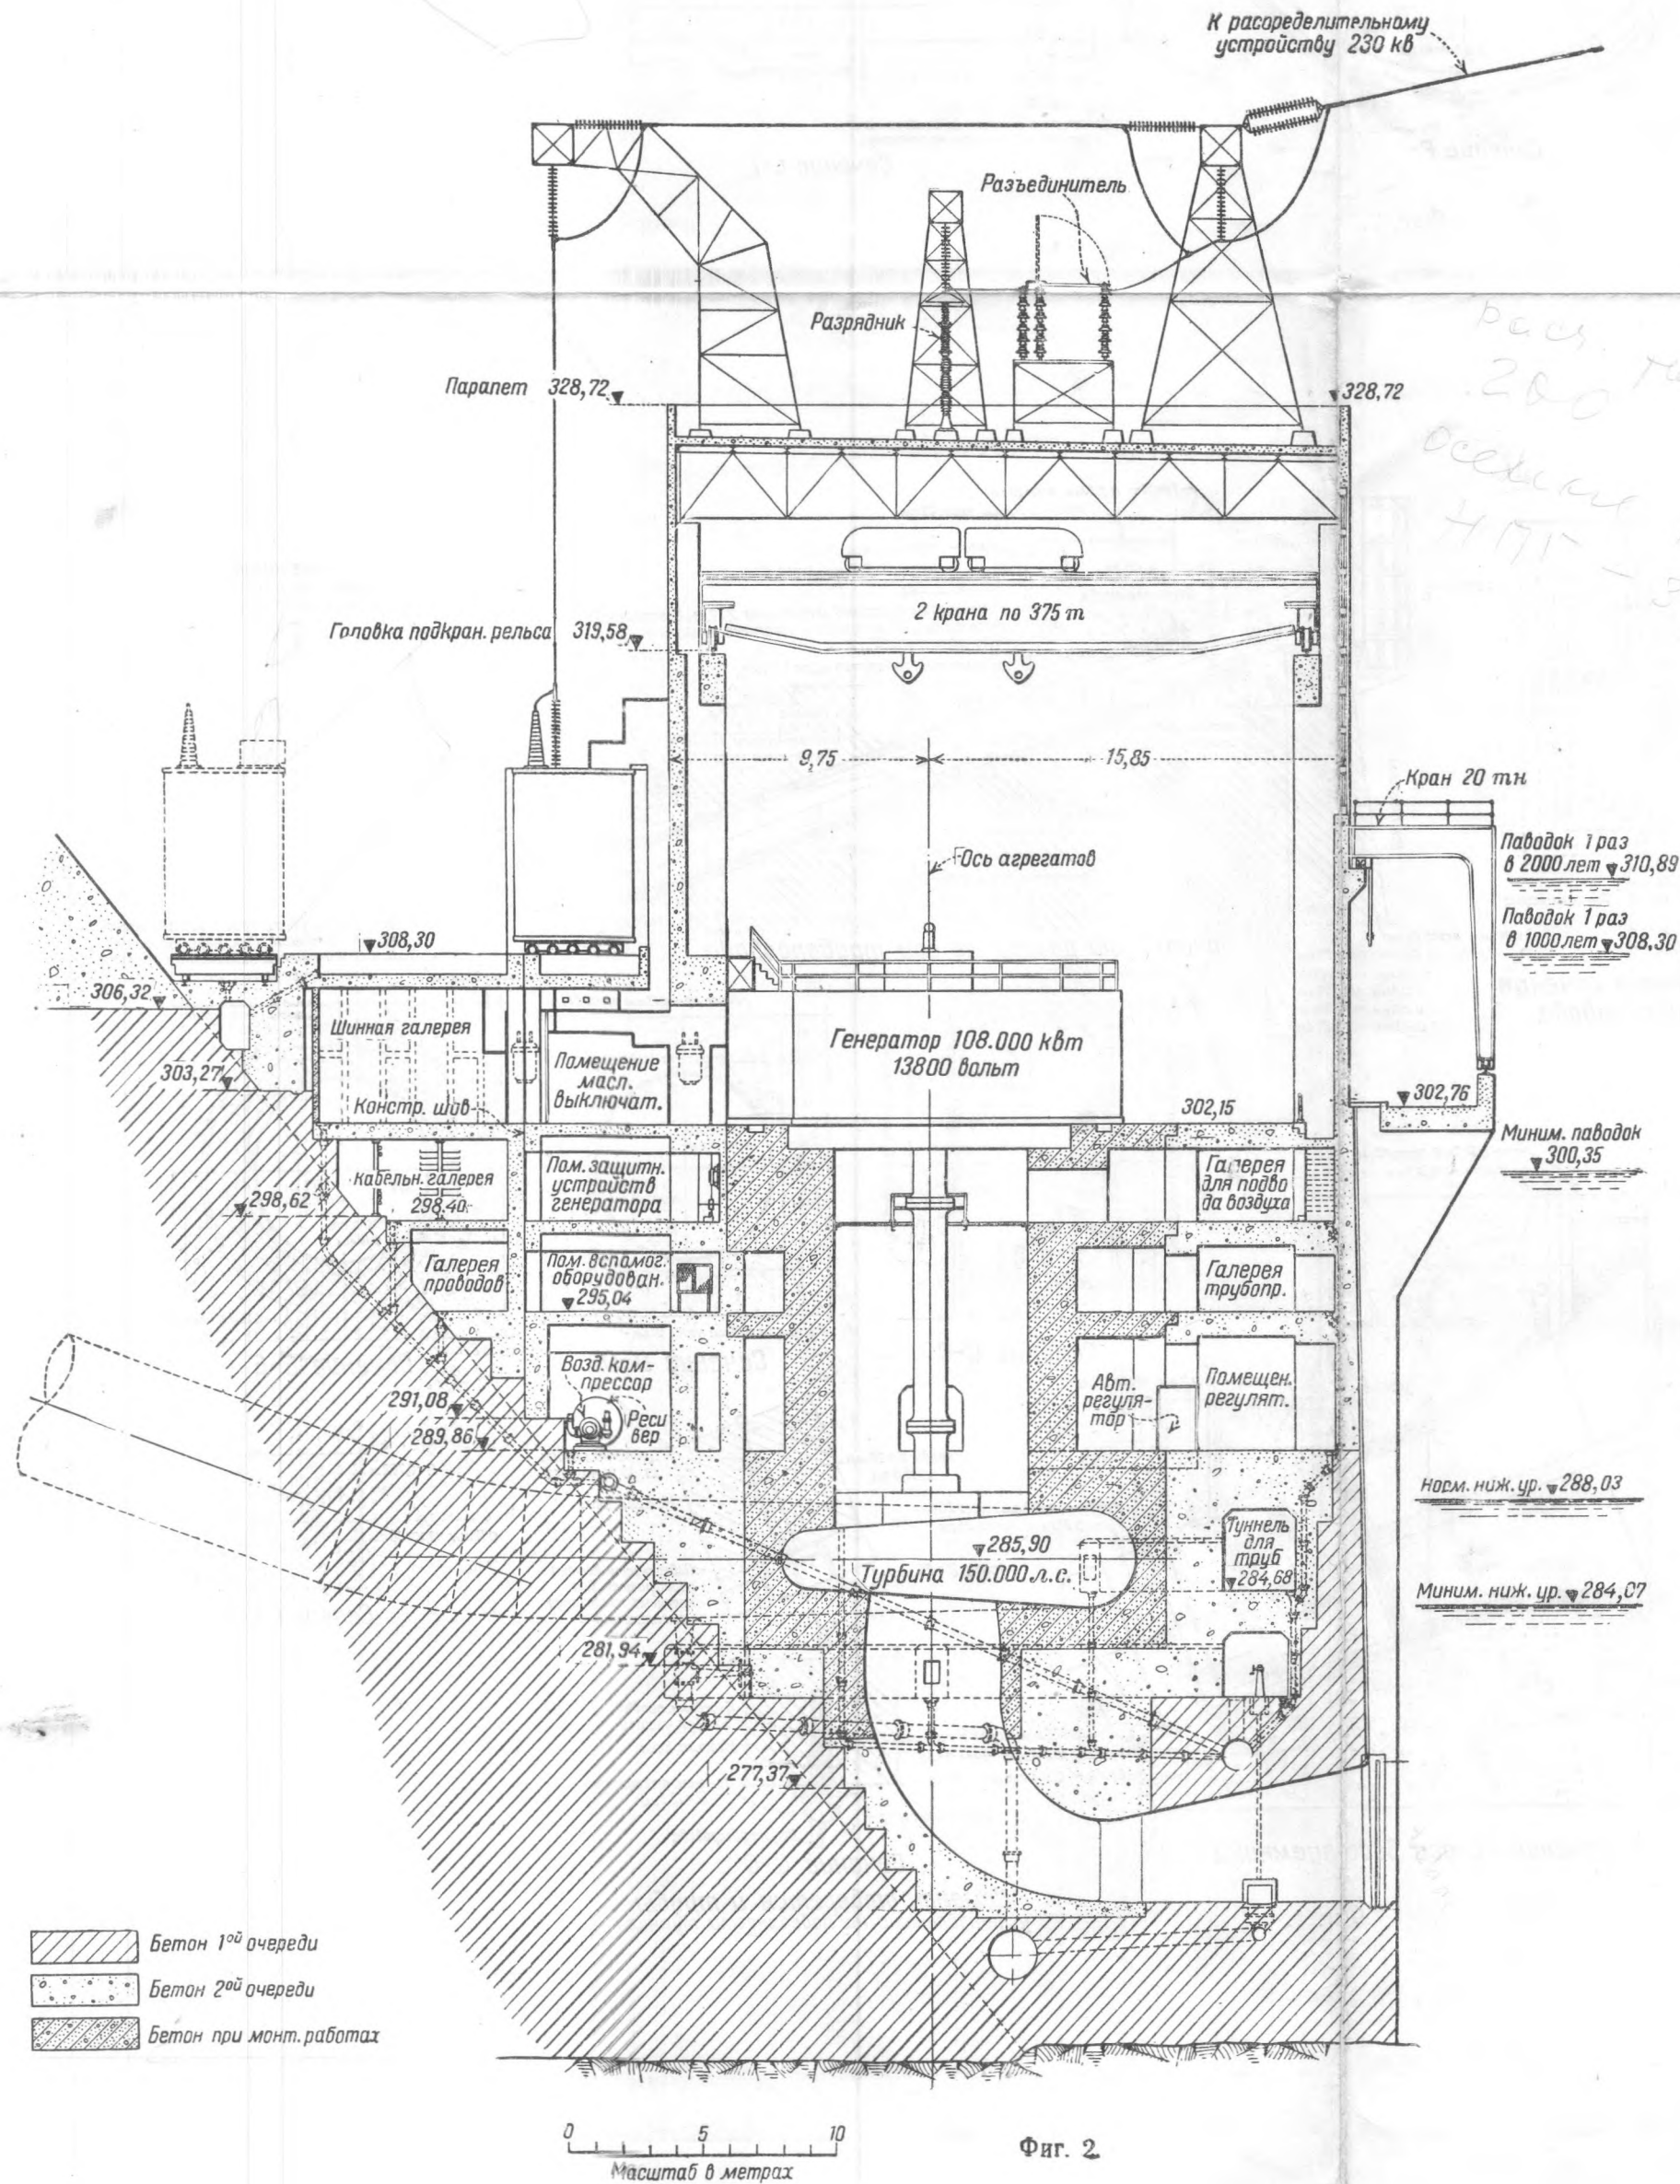 К расоределительному
устройству 230 кв
Разъединитель
Разрядник
Парапет 328,72
328,72
2 крана по 375 т
Головка подкран. рельса 319,58
9,75
15,85
Кран 20 тн
Ось агрегатов
Паводок 1 раз
в 2000 лет 310,89
Паводок 1 раз
в 1000 лет 308,30
308,30
306,32
Шинная галерея
Помещение
масл.
выключат.
Генератор 108.000 квт
13800 вольт
303,27
Констр. шов
302,15
302,76
Миним. паводок
300,35
Кабельн. галерея
298.40
Пом. защитн.
устройств
генератора
Галерея
для подво
да воздуха
298,62
Галерея
проводов
Пом. вспомог.
оборудован.
295,04
Галерея
трубопр.
Возд. ком-
прессор
Реси
вер
Авт.
регуля-
тор
Помещен.
регулят.
291,08
289,86
Норм. ниж. ур. 288,03
285,90
Турбина 150.000 л.с.
Туннель
для
труб
284,68
Миним. ниж. ур. 284,07
281,94
277,37
Бетон 1ой очереди
Бетон 2ой очереди
Бетон при монт. работах
0 5 10
Масштаб в метрах
Фиг. 2
200